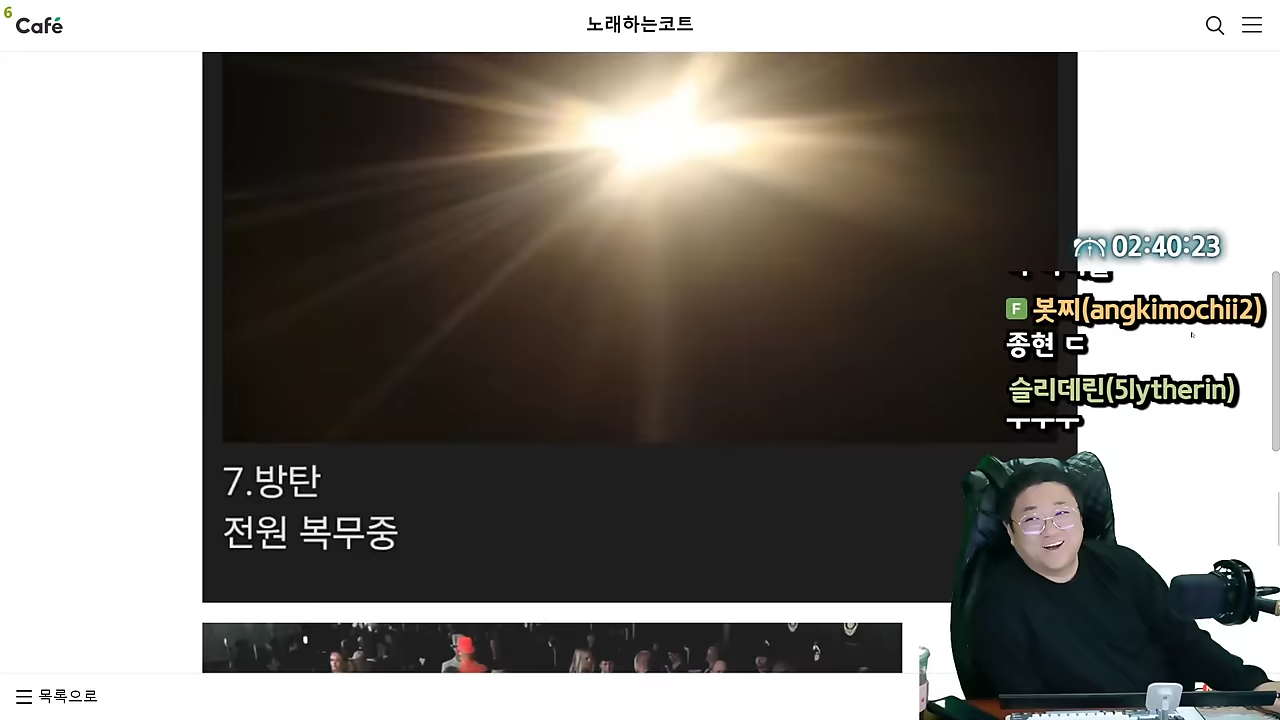 6
Café
노래하는코트
02:40:23
F 봇찌(angkimochii2)
종현 ㄷ
슬리데린(5lytherin)
ㅜㅜㅜ
7.방탄
전원 복무중
목록으로